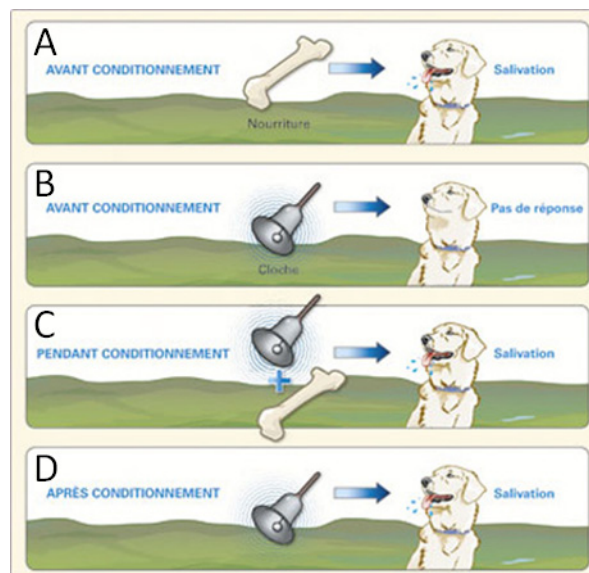 A
AVANT CONDITIONNEMENT
Salivation
Nourriture
B
AVANT CONDITIONNEMENT
Pas de réponse
Cloche
C
PENDANT CONDITIONNEMENT
Salivation
D
APRÈS CONDITIONNEMENT
Salivation